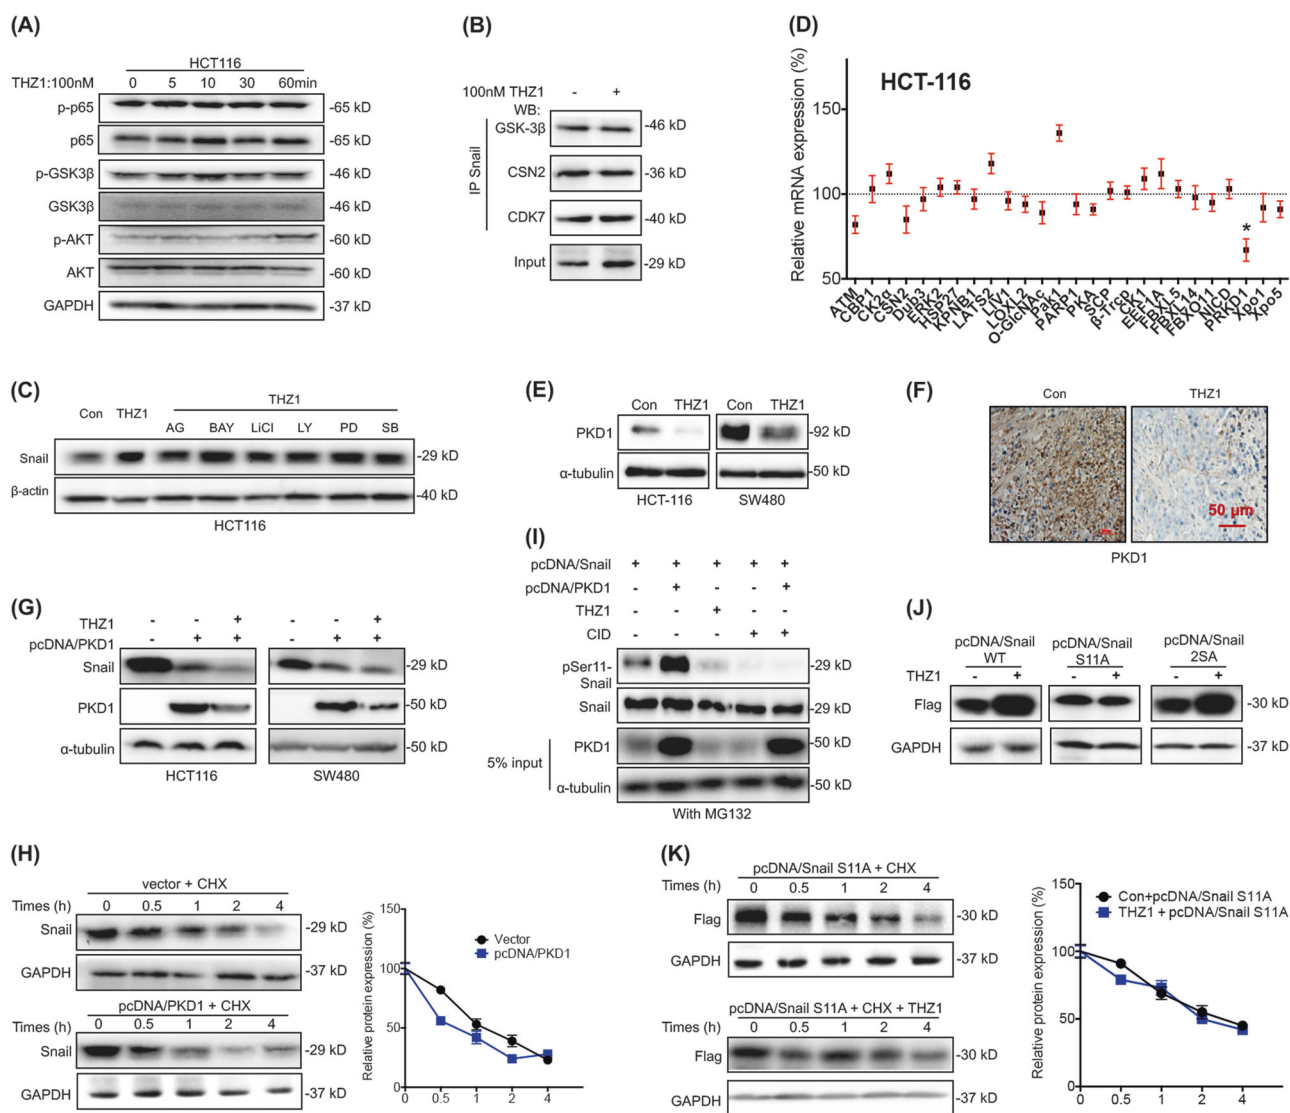 (A)
HCT116
THZ1:100nM 0 5 10 30 60min
p-p65 -65 kD
p65 -65 kD
p-GSK3β -46 kD
GSK3β -46 kD
p-AKT -60 kD
AKT -60 kD
GAPDH -37 kD
(B)
100nM THZ1 - +
WB:
IP Snail
GSK-3β -46 kD
CSN2 -36 kD
CDK7 -40 kD
Input -29 kD
(D)
HCT-116
Relative mRNA expression (%)
150
100
50
*
ATM
CBP1
CK2α
CSN2
Dub3
ERK2
HSP27
KPNB1
LATS2
LIV1
LOXL2
O-GlcNAc
Pak1
PARP1
PKA
SCP
β-Trcp
CK1
EEF1A
FBXL-5
FBXL14
FBXO11
NICD
PRKD1
Xpo1
Xpo5
(C)
THZ1
Con THZ1 AG BAY LiCl LY PD SB
Snail -29 kD
β-actin -40 kD
HCT116
(E)
Con THZ1 Con THZ1
PKD1 -92 kD
α-tubulin -50 kD
HCT-116 SW480
(F)
Con THZ1
50 µm
PKD1
(G)
THZ1 - - + - - +
pcDNA/PKD1 - + + - + +
Snail -29 kD
PKD1 -50 kD
α-tubulin -50 kD
HCT116 SW480
(I)
pcDNA/Snail + + + + +
pcDNA/PKD1 - + - - +
THZ1 - - + - -
CID - - - + +
pSer11-
Snail -29 kD
Snail -29 kD
5% input
PKD1 -50 kD
α-tubulin -50 kD
With MG132
(J)
pcDNA/Snail WT
pcDNA/Snail S11A
pcDNA/Snail 2SA
THZ1 - + - + - +
Flag -30 kD
GAPDH -37 kD
(H)
vector + CHX
Times (h) 0 0.5 1 2 4
Snail -29 kD
GAPDH -37 kD
pcDNA/PKD1 + CHX
Times (h) 0 0.5 1 2 4
Snail -29 kD
GAPDH -37 kD
Relative protein expression (%)
150
100
50
0
0 0.5 1 2 4
Vector
pcDNA/PKD1
(K)
pcDNA/Snail S11A + CHX
Times (h) 0 0.5 1 2 4
Flag -30 kD
GAPDH -37 kD
pcDNA/Snail S11A + CHX + THZ1
Times (h) 0 0.5 1 2 4
Flag -30 kD
GAPDH -37 kD
Relative protein expression (%)
150
100
50
0
0 0.5 1 2 4
Con+pcDNA/Snail S11A
THZ1 + pcDNA/Snail S11A